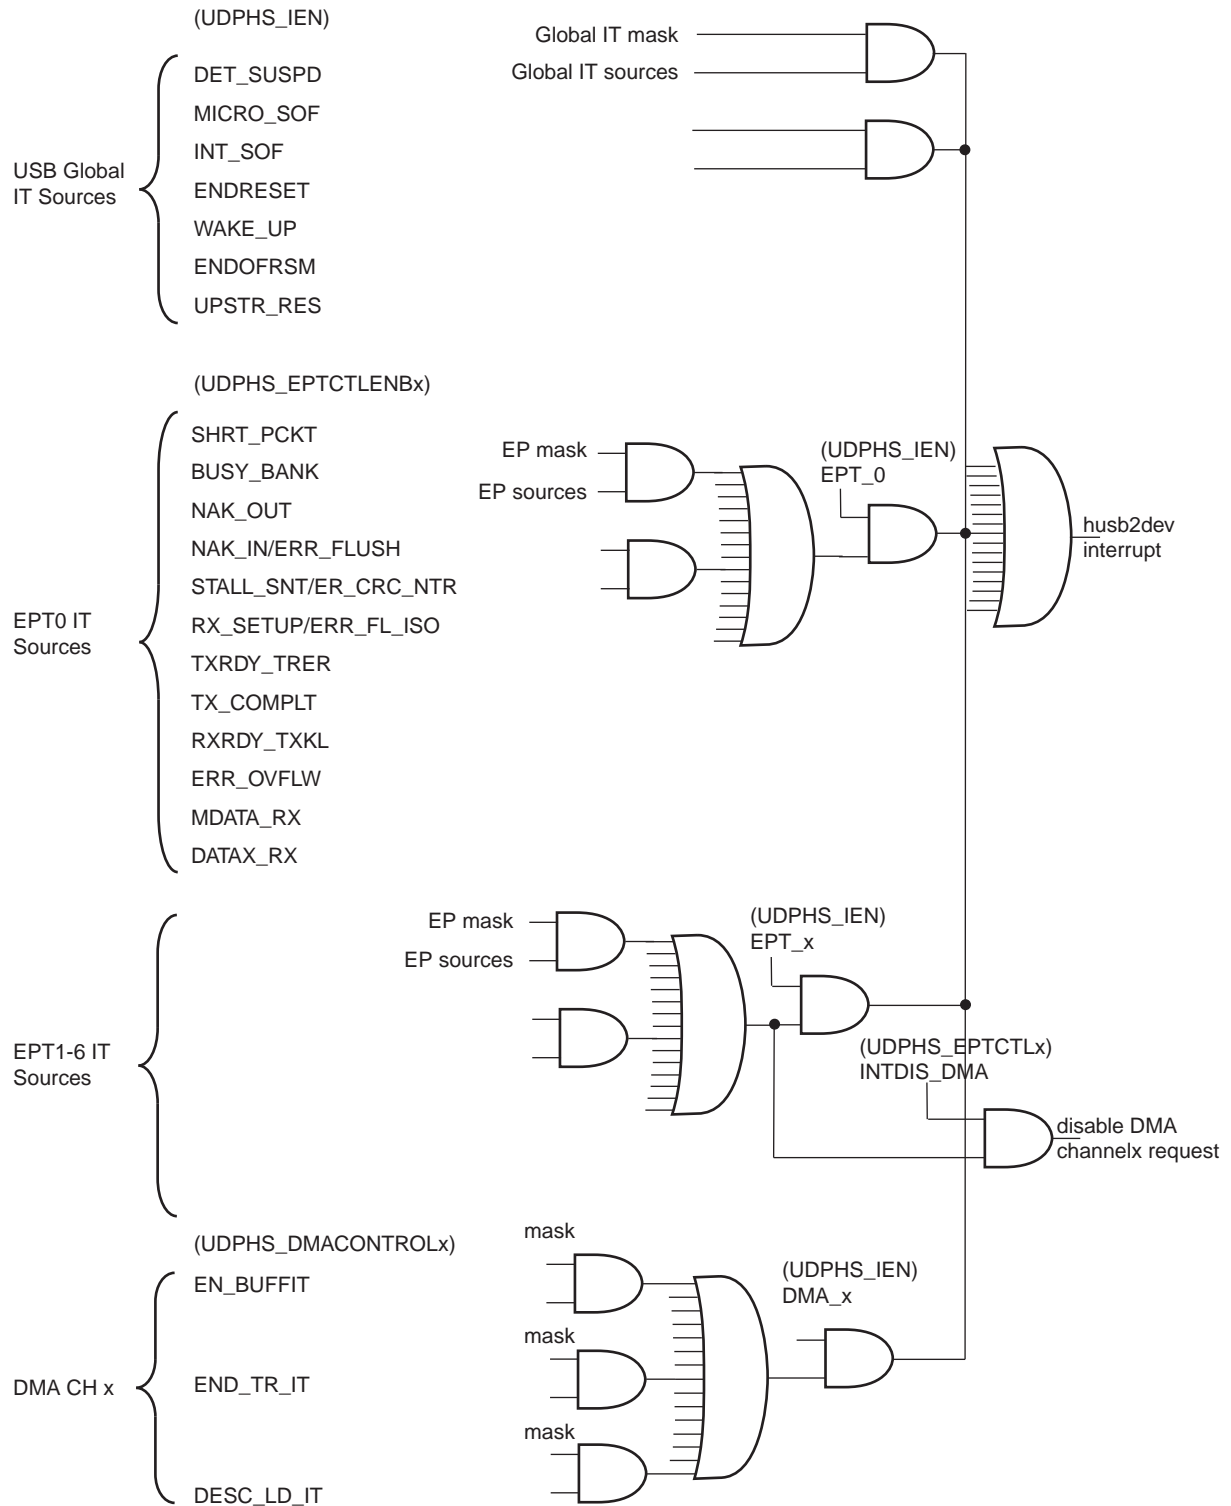 (UDPHS_IEN)
Global IT mask
Global IT sources
DET_SUSPD
MICRO_SOF
INT_SOF
ENDRESET
WAKE_UP
ENDOFRSM
UPSTR_RES
USB Global
IT Sources
(UDPHS_EPTCTLENBx)
SHRT_PCKT
BUSY_BANK
NAK_OUT
NAK_IN/ERR_FLUSH
STALL_SNT/ER_CRC_NTR
RX_SETUP/ERR_FL_ISO
TXRDY_TRER
TX_COMPLT
RXRDY_TXKL
ERR_OVFLW
MDATA_RX
DATAX_RX
EPT0 IT
Sources
EP mask
EP sources
(UDPHS_IEN)
EPT_0
husb2dev
interrupt
EPT1-6 IT
Sources
EP mask
EP sources
(UDPHS_IEN)
EPT_x
(UDPHS_EPTCTLx)
INTDIS_DMA
disable DMA
channelx request
(UDPHS_DMACONTROLx)
EN_BUFFIT
END_TR_IT
DESC_LD_IT
DMA CH x
mask
mask
mask
(UDPHS_IEN)
DMA_x